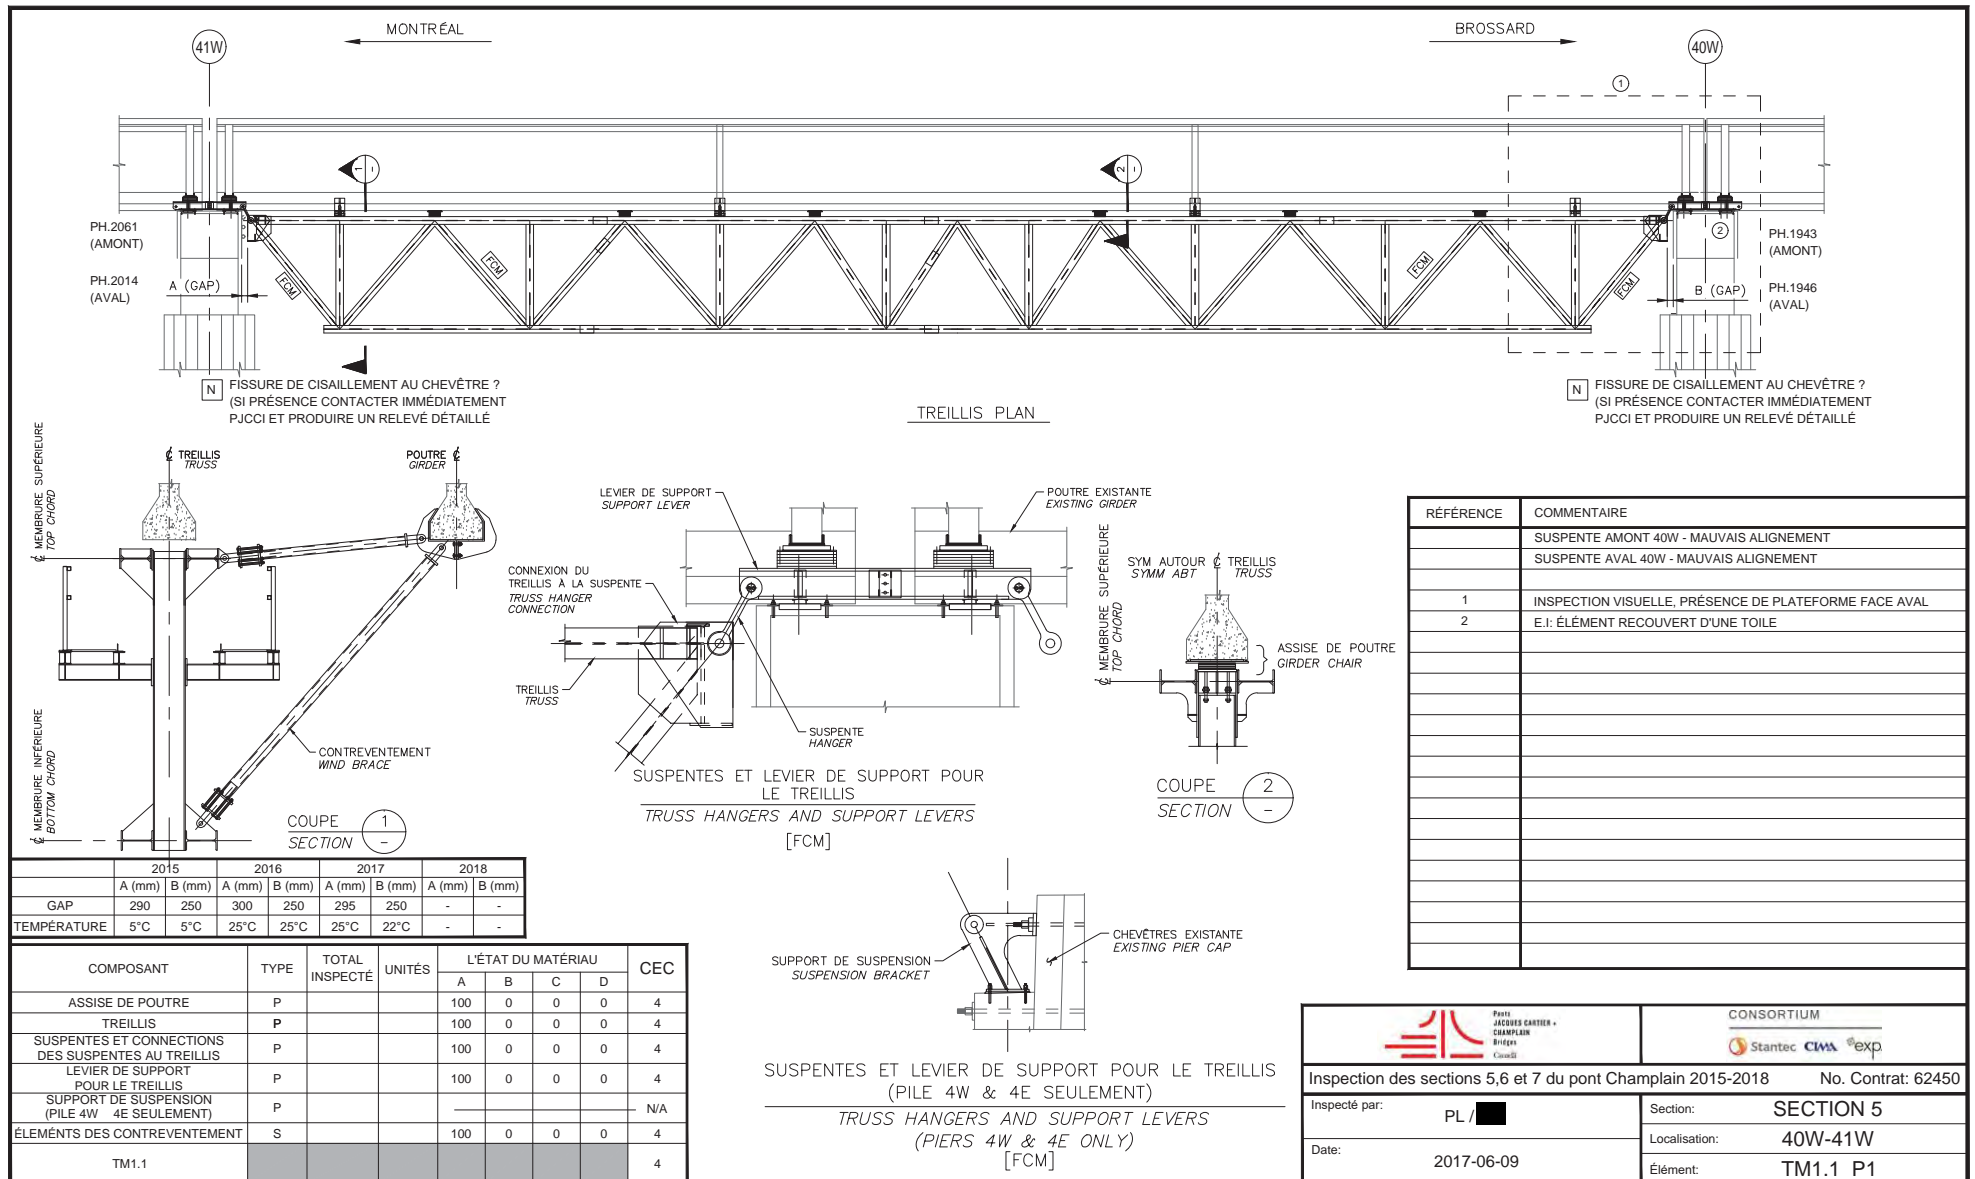 MONTRÉAL
BROSSARD
41W
40W
1
1
-
2
-
PH.2061
(AMONT)
PH.2014
(AVAL)
A (GAP)
FCM
FCM
FCM
FCM
2
PH.1943
(AMONT)
PH.1946
(AVAL)
B (GAP)
N FISSURE DE CISAILLEMENT AU CHEVÊTRE ?
(SI PRÉSENCE CONTACTER IMMÉDIATEMENT
PJCCI ET PRODUIRE UN RELEVÉ DÉTAILLÉ
N FISSURE DE CISAILLEMENT AU CHEVÊTRE ?
(SI PRÉSENCE CONTACTER IMMÉDIATEMENT
PJCCI ET PRODUIRE UN RELEVÉ DÉTAILLÉ
TREILLIS PLAN
℄ MEMBRURE SUPÉRIEURE
TOP CHORD
℄ TREILLIS
TRUSS
POUTRE ℄
GIRDER
℄ MEMBRURE INFÉRIEURE
BOTTOM CHORD
CONTREVENTEMENT
WIND BRACE
COUPE 1
SECTION -
LEVIER DE SUPPORT
SUPPORT LEVER
POUTRE EXISTANTE
EXISTING GIRDER
CONNEXION DU
TREILLIS À LA SUSPENTE
TRUSS HANGER
CONNECTION
TREILLIS
TRUSS
SUSPENTE
HANGER
SUSPENTES ET LEVIER DE SUPPORT POUR
LE TREILLIS
TRUSS HANGERS AND SUPPORT LEVERS
[FCM]
℄ MEMBRURE SUPÉRIEURE
TOP CHORD
SYM AUTOUR ℄ TREILLIS
SYMM ABT TRUSS
ASSISE DE POUTRE
GIRDER CHAIR
COUPE 2
SECTION -
RÉFÉRENCE COMMENTAIRE
SUSPENTE AMONT 40W - MAUVAIS ALIGNEMENT
SUSPENTE AVAL 40W - MAUVAIS ALIGNEMENT
1 INSPECTION VISUELLE, PRÉSENCE DE PLATEFORME FACE AVAL
2 E.I: ÉLÉMENT RECOUVERT D'UNE TOILE
2015 2016 2017 2018
A (mm) B (mm) A (mm) B (mm) A (mm) B (mm) A (mm) B (mm)
GAP 290 250 300 250 295 250 - -
TEMPÉRATURE 5°C 5°C 25°C 25°C 25°C 22°C - -
COMPOSANT TYPE TOTAL INSPECTÉ UNITÉS L'ÉTAT DU MATÉRIAU CEC
A B C D
ASSISE DE POUTRE P 100 0 0 0 4
TREILLIS P 100 0 0 0 4
SUSPENTES ET CONNECTIONS
DES SUSPENTES AU TREILLIS P 100 0 0 0 4
LEVIER DE SUPPORT
POUR LE TREILLIS P 100 0 0 0 4
SUPPORT DE SUSPENSION
(PILE 4W 4E SEULEMENT) P N/A
ÉLEMÉNTS DES CONTREVENTEMENT S 100 0 0 0 4
TM1.1 4
SUPPORT DE SUSPENSION
SUSPENSION BRACKET
CHEVÊTRES EXISTANTE
EXISTING PIER CAP
SUSPENTES ET LEVIER DE SUPPORT POUR LE TREILLIS
(PILE 4W & 4E SEULEMENT)
TRUSS HANGERS AND SUPPORT LEVERS
(PIERS 4W & 4E ONLY)
[FCM]
Ponts
JACQUES CARTIER +
CHAMPLAIN
Bridges
Canada
CONSORTIUM
Stantec CIMA exp
Inspection des sections 5,6 et 7 du pont Champlain 2015-2018 No. Contrat: 62450
Inspecté par: PL /
Date: 2017-06-09
Section: SECTION 5
Localisation: 40W-41W
Élément: TM1.1_P1